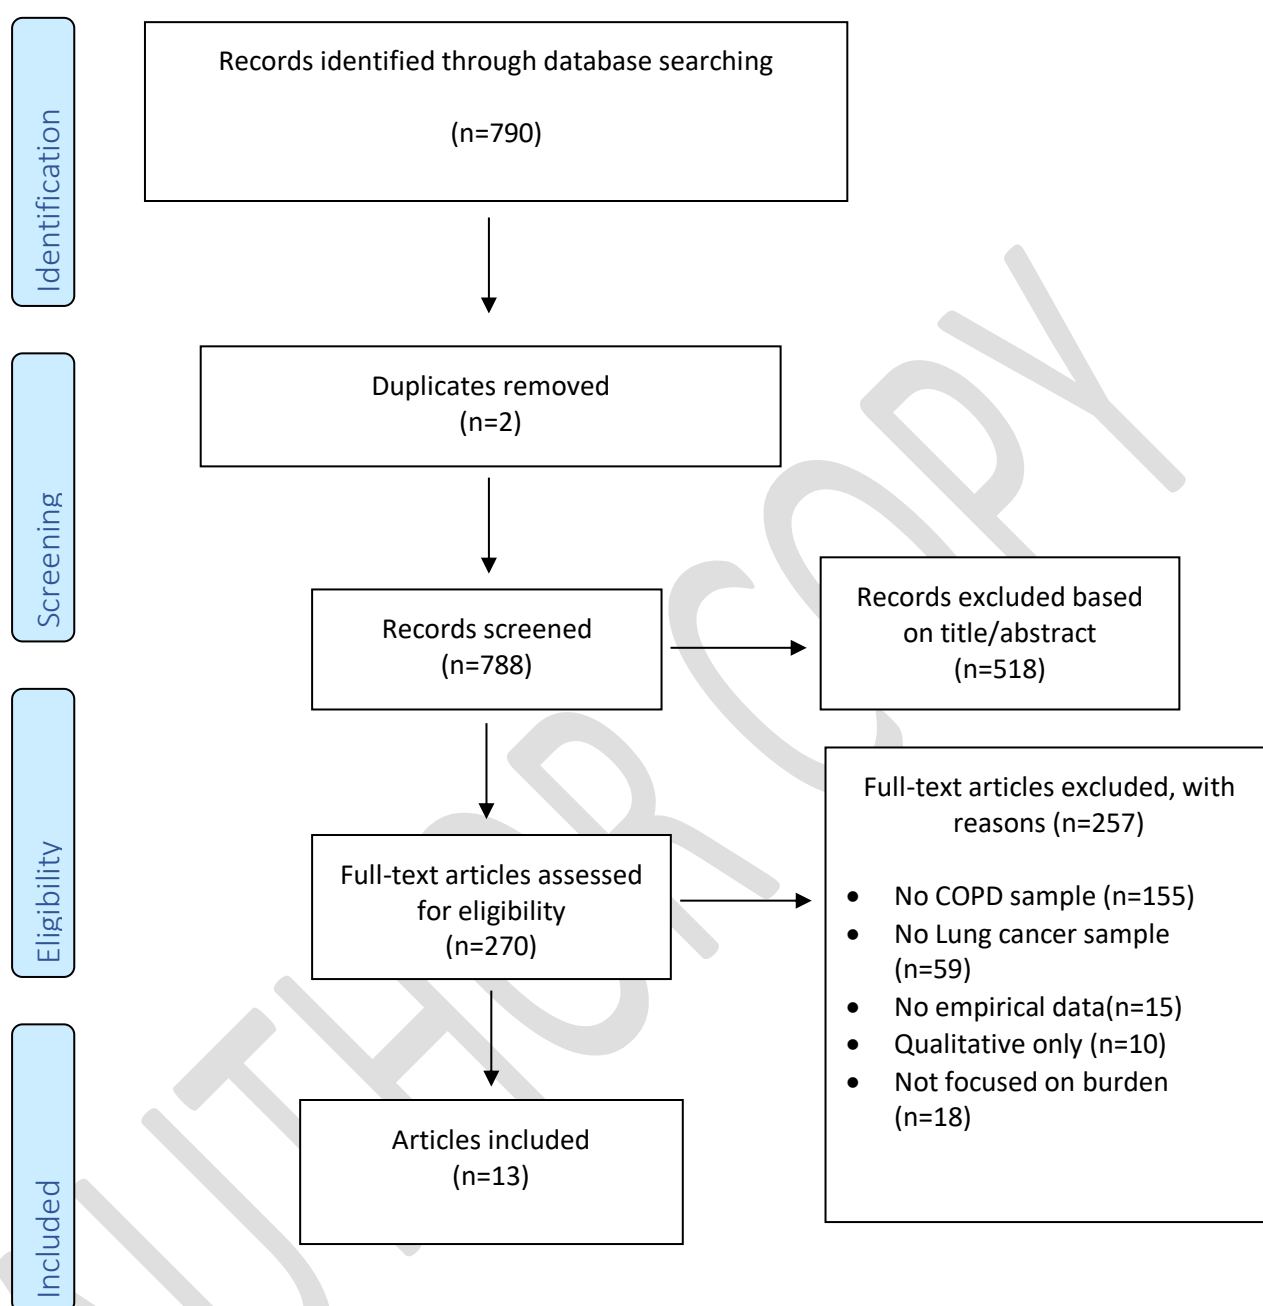 Identification
Records identified through database searching
(n=790)
Screening
Duplicates removed
(n=2)
Records screened
(n=788)
Records excluded based
on title/abstract
(n=518)
Eligibility
Full-text articles assessed
for eligibility
(n=270)
Full-text articles excluded, with
reasons (n=257)
• No COPD sample (n=155)
• No Lung cancer sample
(n=59)
• No empirical data(n=15)
• Qualitative only (n=10)
• Not focused on burden
(n=18)
Included
Articles included
(n=13)
AUTHOR COPY